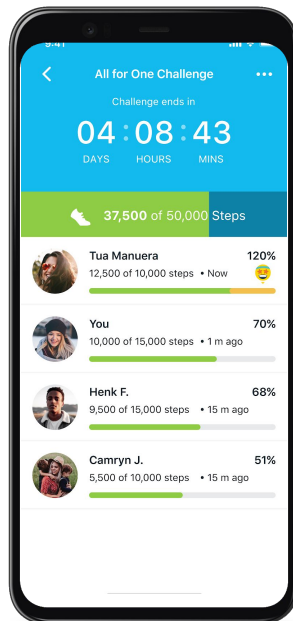 9:41
All for One Challenge
Challenge ends in
04 : 08 : 43
DAYS HOURS MINS
37,500 of 50,000 Steps
Tua Manuera 120%
12,500 of 10,000 steps • Now
You 70%
10,000 of 15,000 steps • 1 m ago
Henk F. 68%
9,500 of 15,000 steps • 15 m ago
Camryn J. 51%
5,500 of 10,000 steps • 15 m ago